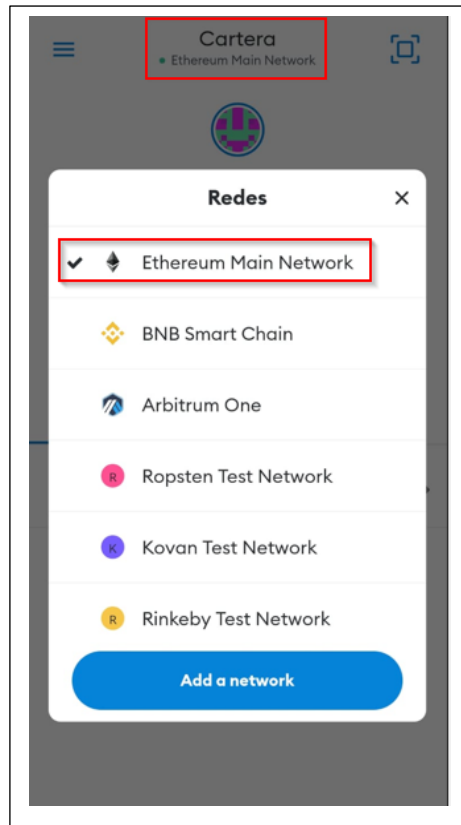 Cartera
Ethereum Main Network
Redes
Ethereum Main Network
BNB Smart Chain
Arbitrum One
R Ropsten Test Network
K Kovan Test Network
R Rinkeby Test Network
Add a network